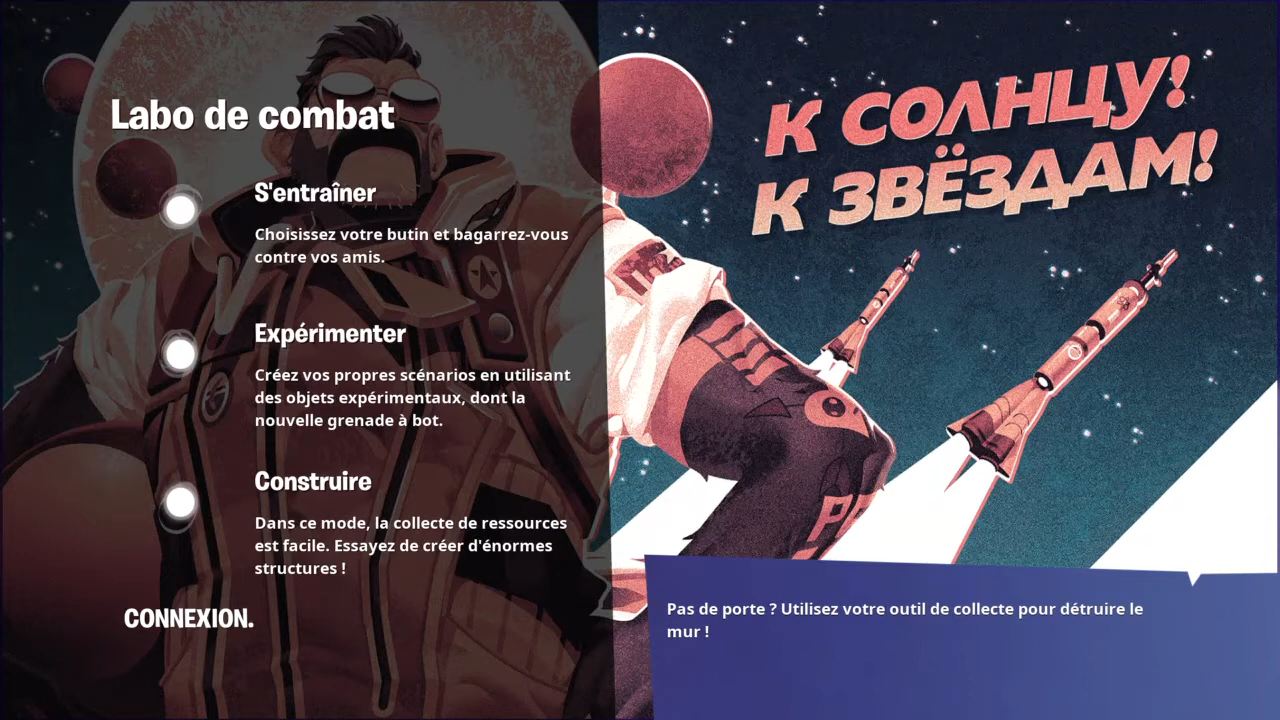 Labo de combat
S'entraîner
Choisissez votre butin et bagarrez-vous
contre vos amis.
Expérimenter
Créez vos propres scénarios en utilisant
des objets expérimentaux, dont la
nouvelle grenade à bot.
Construire
Dans ce mode, la collecte de ressources
est facile. Essayez de créer d'énormes
structures !
CONNEXION.
К СОЛНЦУ!
К ЗВЁЗДАМ!
Pas de porte ? Utilisez votre outil de collecte pour détruire le
mur !